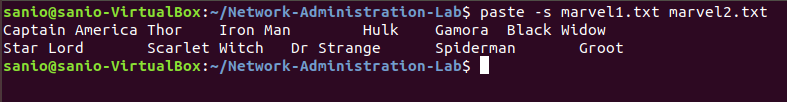 sanio@sanio-VirtualBox:~/Network-Administration-Lab$ paste -s marvel1.txt marvel2.txt
Captain America Thor    Iron Man        Hulk    Gamora  Black Widow
Star Lord       Scarlet Witch   Dr Strange      Spiderman       Groot
sanio@sanio-VirtualBox:~/Network-Administration-Lab$